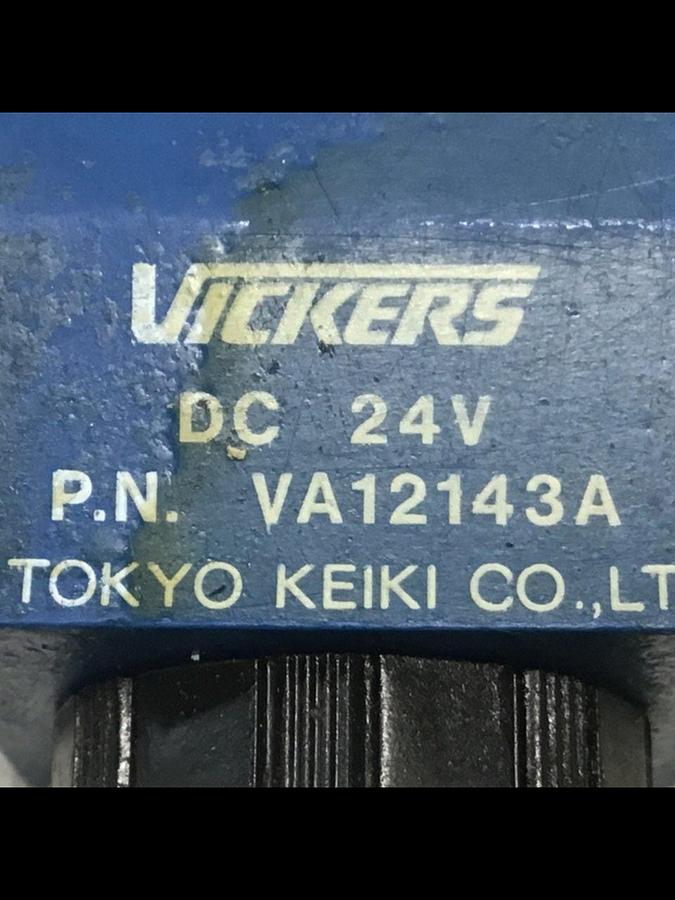 VICKERS
DC 24V
P.N. VA12143A
TOKYO KEIKI CO.,LT